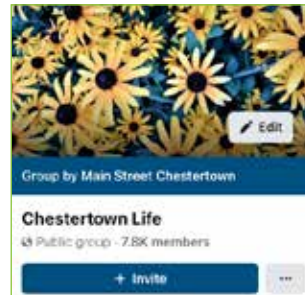 Edit
Group by Main Street Chestertown
Chestertown Life
Public group · 7.8K members
+ Invite
...